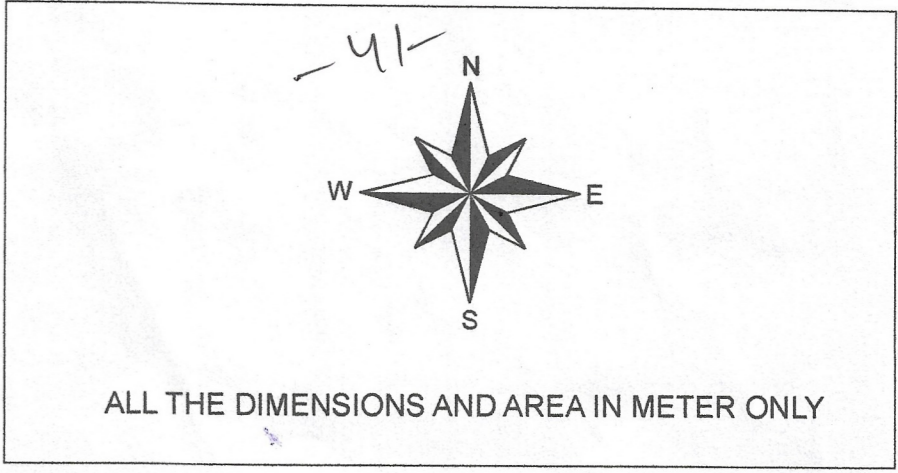 -41-
N
W E
S
ALL THE DIMENSIONS AND AREA IN METER ONLY